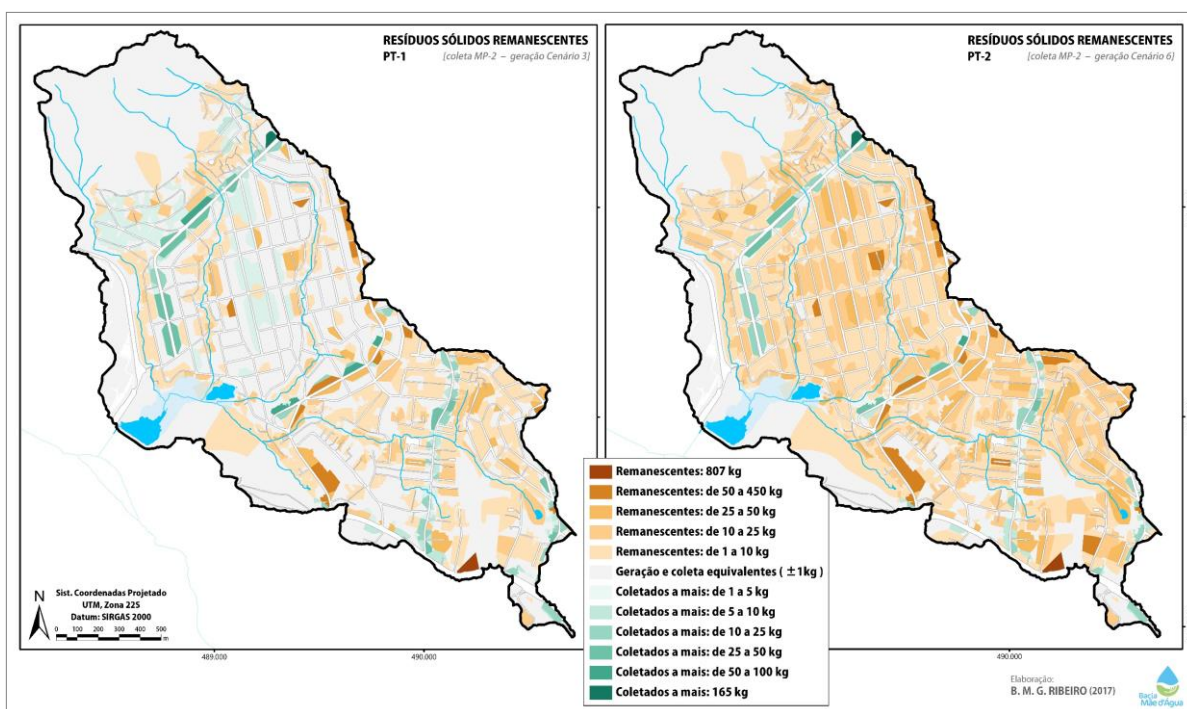 RESÍDUOS SÓLIDOS REMANESCENTES
PT-1 [coleta MP-2 – geração Cenário 3]
RESÍDUOS SÓLIDOS REMANESCENTES
PT-2 [coleta MP-2 – geração Cenário 6]
Remanescentes: 807 kg
Remanescentes: de 50 a 450 kg
Remanescentes: de 25 a 50 kg
Remanescentes: de 10 a 25 kg
Remanescentes: de 1 a 10 kg
Geração e coleta equivalentes ( ±1kg )
Coletados a mais: de 1 a 5 kg
Coletados a mais: de 5 a 10 kg
Coletados a mais: de 10 a 25 kg
Coletados a mais: de 25 a 50 kg
Coletados a mais: de 50 a 100 kg
Coletados a mais: 165 kg
N
Sist. Coordenadas Projetado
UTM, Zona 22S
Datum: SIRGAS 2000
0 100 200 300 400 500
m
489.000
490.000
490.000
Elaboração:
B. M. G. RIBEIRO (2017)
Bacia
Mãe d'Água